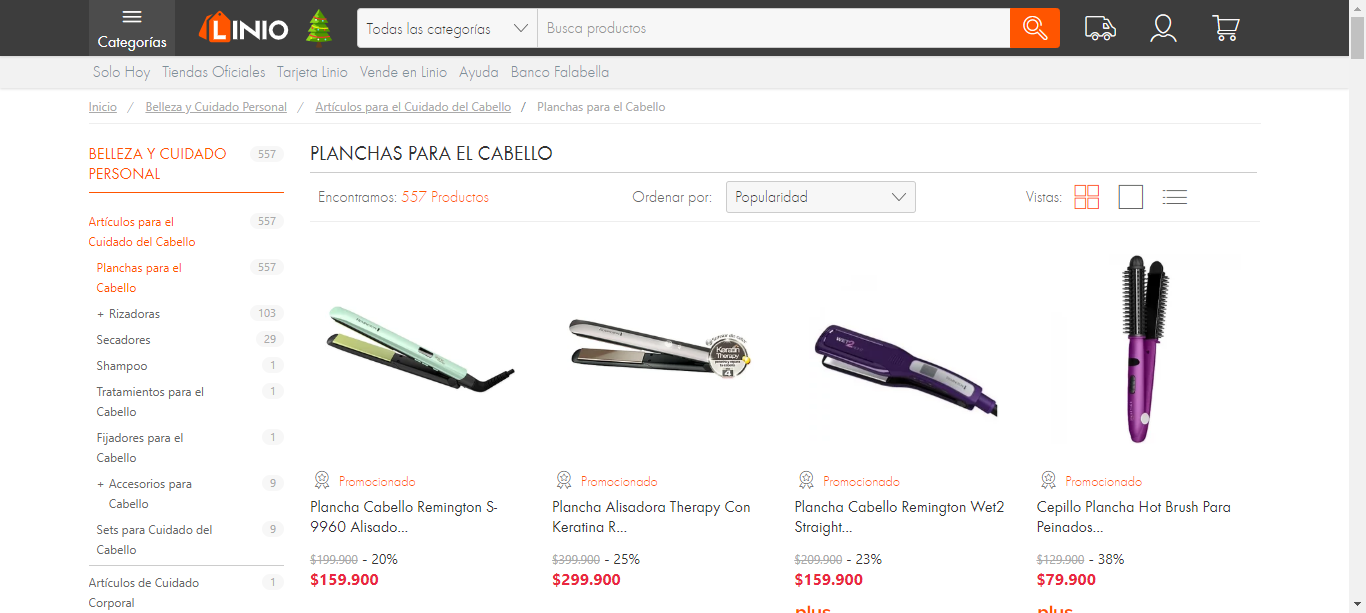 Categorías
LINIO
Todas las categorías
Busca productos
Solo Hoy Tiendas Oficiales Tarjeta Linio Vende en Linio Ayuda Banco Falabella
Inicio / Belleza y Cuidado Personal / Artículos para el Cuidado del Cabello / Planchas para el Cabello
BELLEZA Y CUIDADO 557
PERSONAL
Artículos para el 557
Cuidado del Cabello
Planchas para el 557
Cabello
+ Rizadoras 103
Secadores 29
Shampoo 1
Tratamientos para el 1
Cabello
Fijadores para el 1
Cabello
+ Accesorios para 9
Cabello
Sets para Cuidado del 9
Cabello
Artículos de Cuidado 1
Corporal
PLANCHAS PARA EL CABELLO
Encontramos: 557 Productos
Ordenar por: Popularidad
Vistas:
Keratin
Therapy
4
WET2
Promocionado
Plancha Cabello Remington S-
9960 Alisado...
$199.900 - 20%
$159.900
Promocionado
Plancha Alisadora Therapy Con
Keratina R...
$399.900 - 25%
$299.900
Promocionado
Plancha Cabello Remington Wet2
Straight...
$209.900 - 23%
$159.900
plus
Promocionado
Cepillo Plancha Hot Brush Para
Peinados...
$129.900 - 38%
$79.900
plus